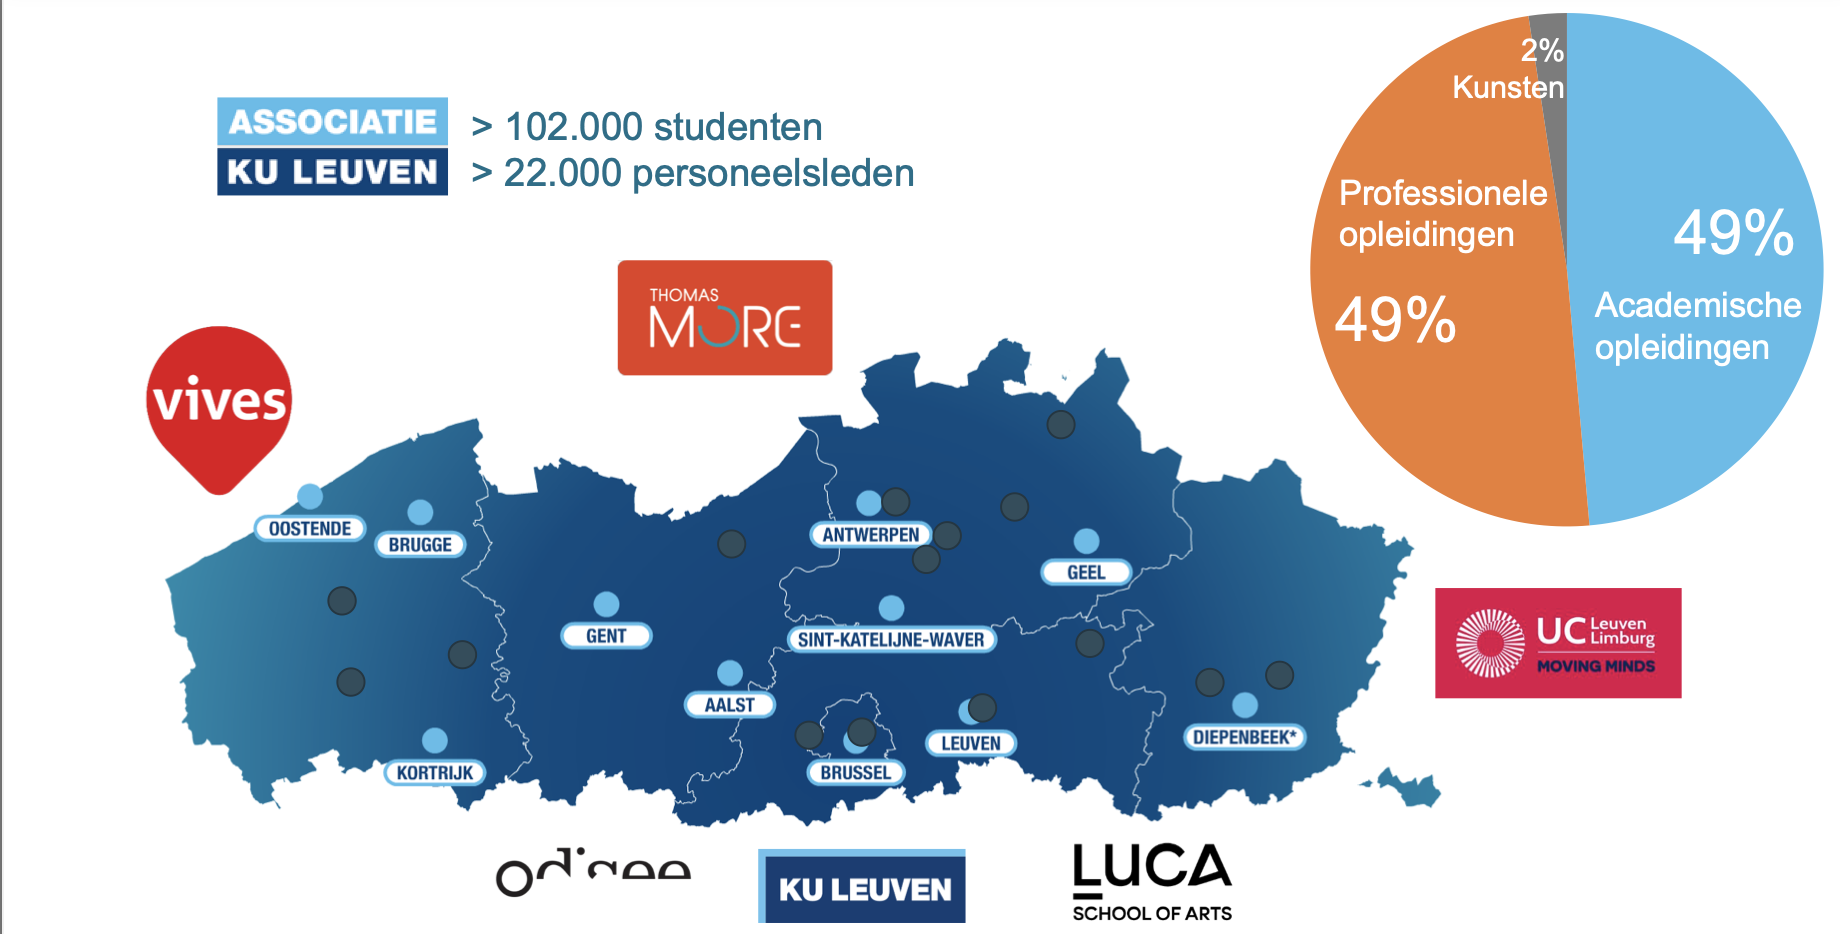 ASSOCIATIE
KU LEUVEN
> 102.000 studenten
> 22.000 personeelsleden
2%
Kunsten
Professionele
opleidingen
49%
49%
Academische
opleidingen
THOMAS
MORE
vives
OOSTENDE
BRUGGE
ANTWERPEN
GEEL
GENT
SINT-KATELIJNE-WAVER
AALST
LEUVEN
DIEPENBEEK*
KORTRIJK
BRUSSEL
UC Leuven
Limburg
MOVING MINDS
odisee
KU LEUVEN
LUCA
SCHOOL OF ARTS